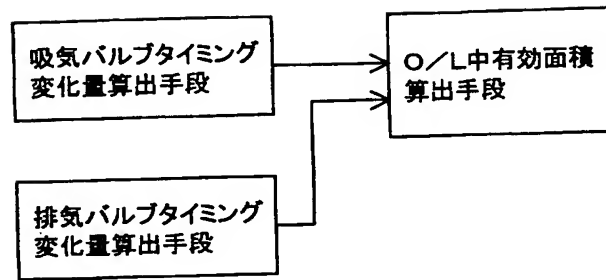 吸気バルブタイミング
変化量算出手段
O／L中有効面積
算出手段
排気バルブタイミング
変化量算出手段